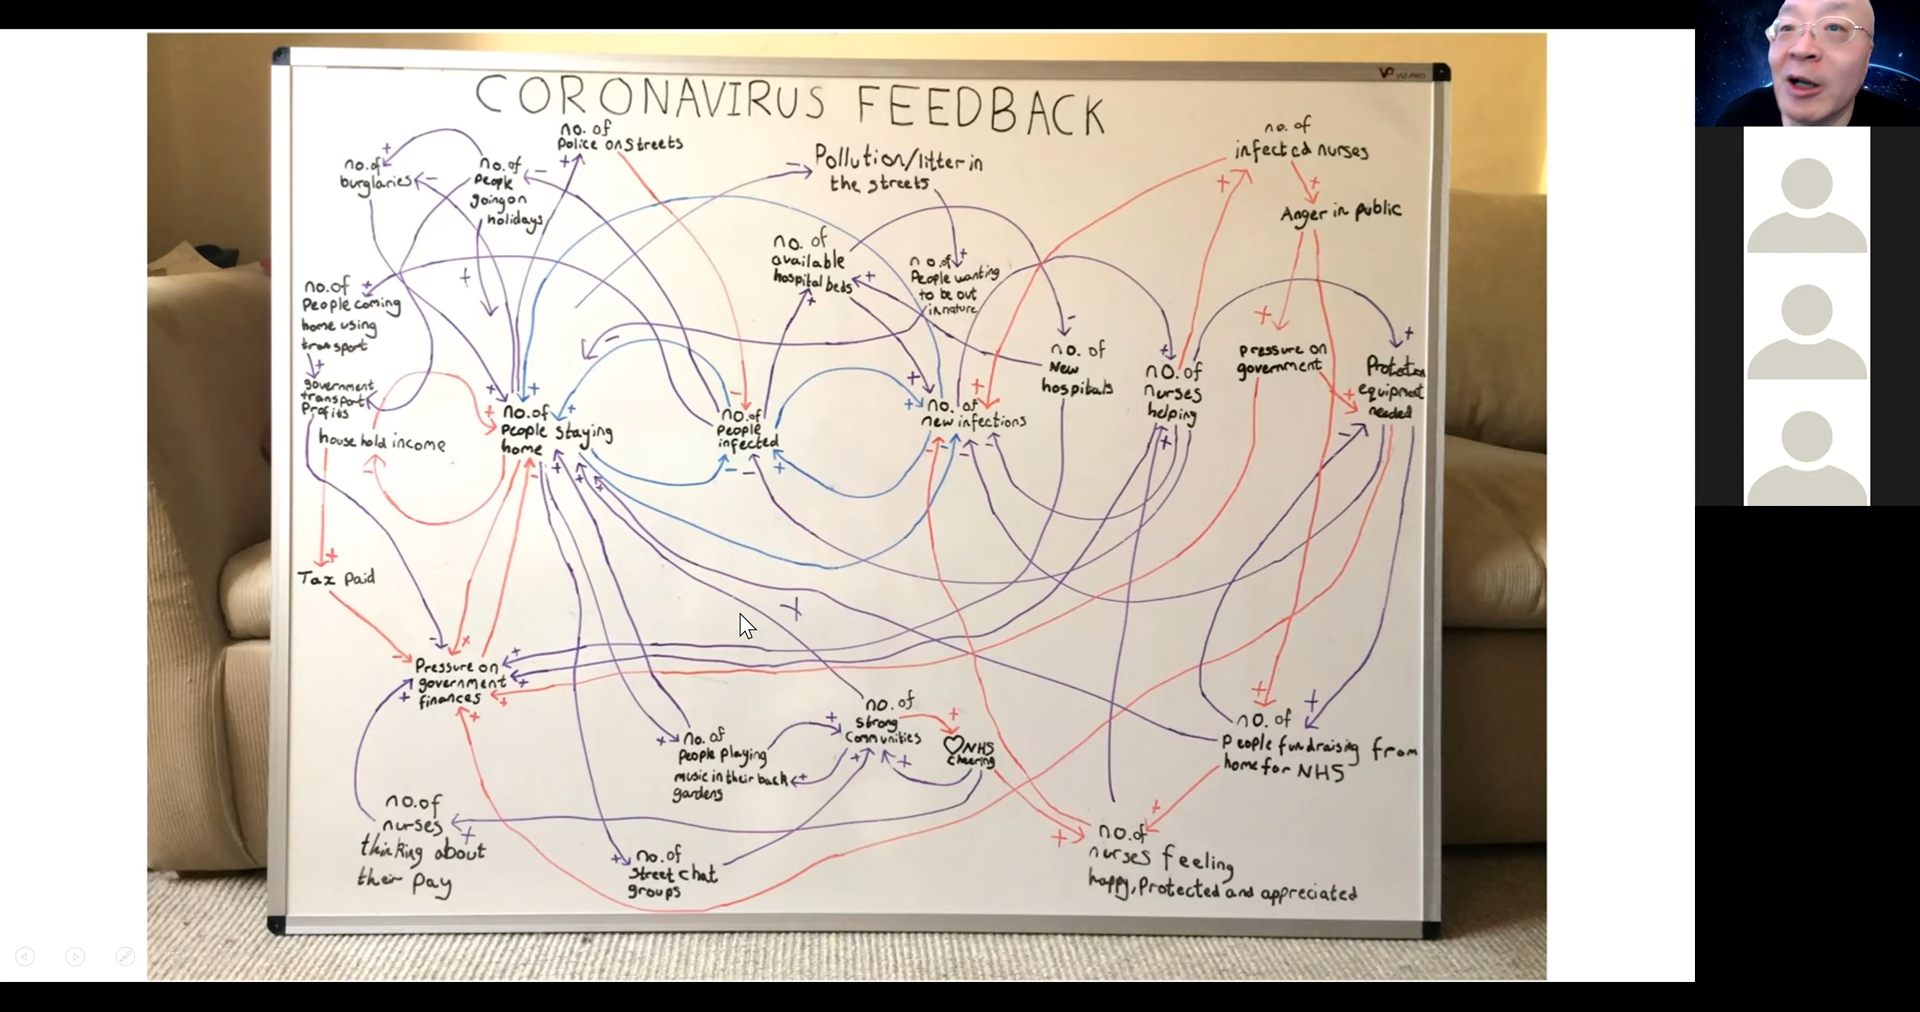 CORONAVIRUS FEEDBACK
VIZ-PRO
no. of
Police on Streets
no. of
burglaries
no. of
People
going on
holidays
Pollution/litter in
the streets
no. of
infected nurses
Anger in public
no. of
available
hospital beds
no. of
People wanting
to be out
in nature
no. of
People coming
home using
transport
government
transport
Profits
house hold income
no. of
People staying
home
no. of
People
infected
no. of
new infections
no. of
New
hospitals
no. of
nurses
helping
pressure on
government
Protection
equipment
needed
Tax paid
Pressure on
government
finances
no. of
People playing
music in their back
gardens
no. of
strong
communities
NHS
cheering
no. of
People fundraising from
home for NHS
no. of
nurses
thinking about
their pay
no. of
Street chat
groups
no. of
nurses feeling
happy, Protected and appreciated